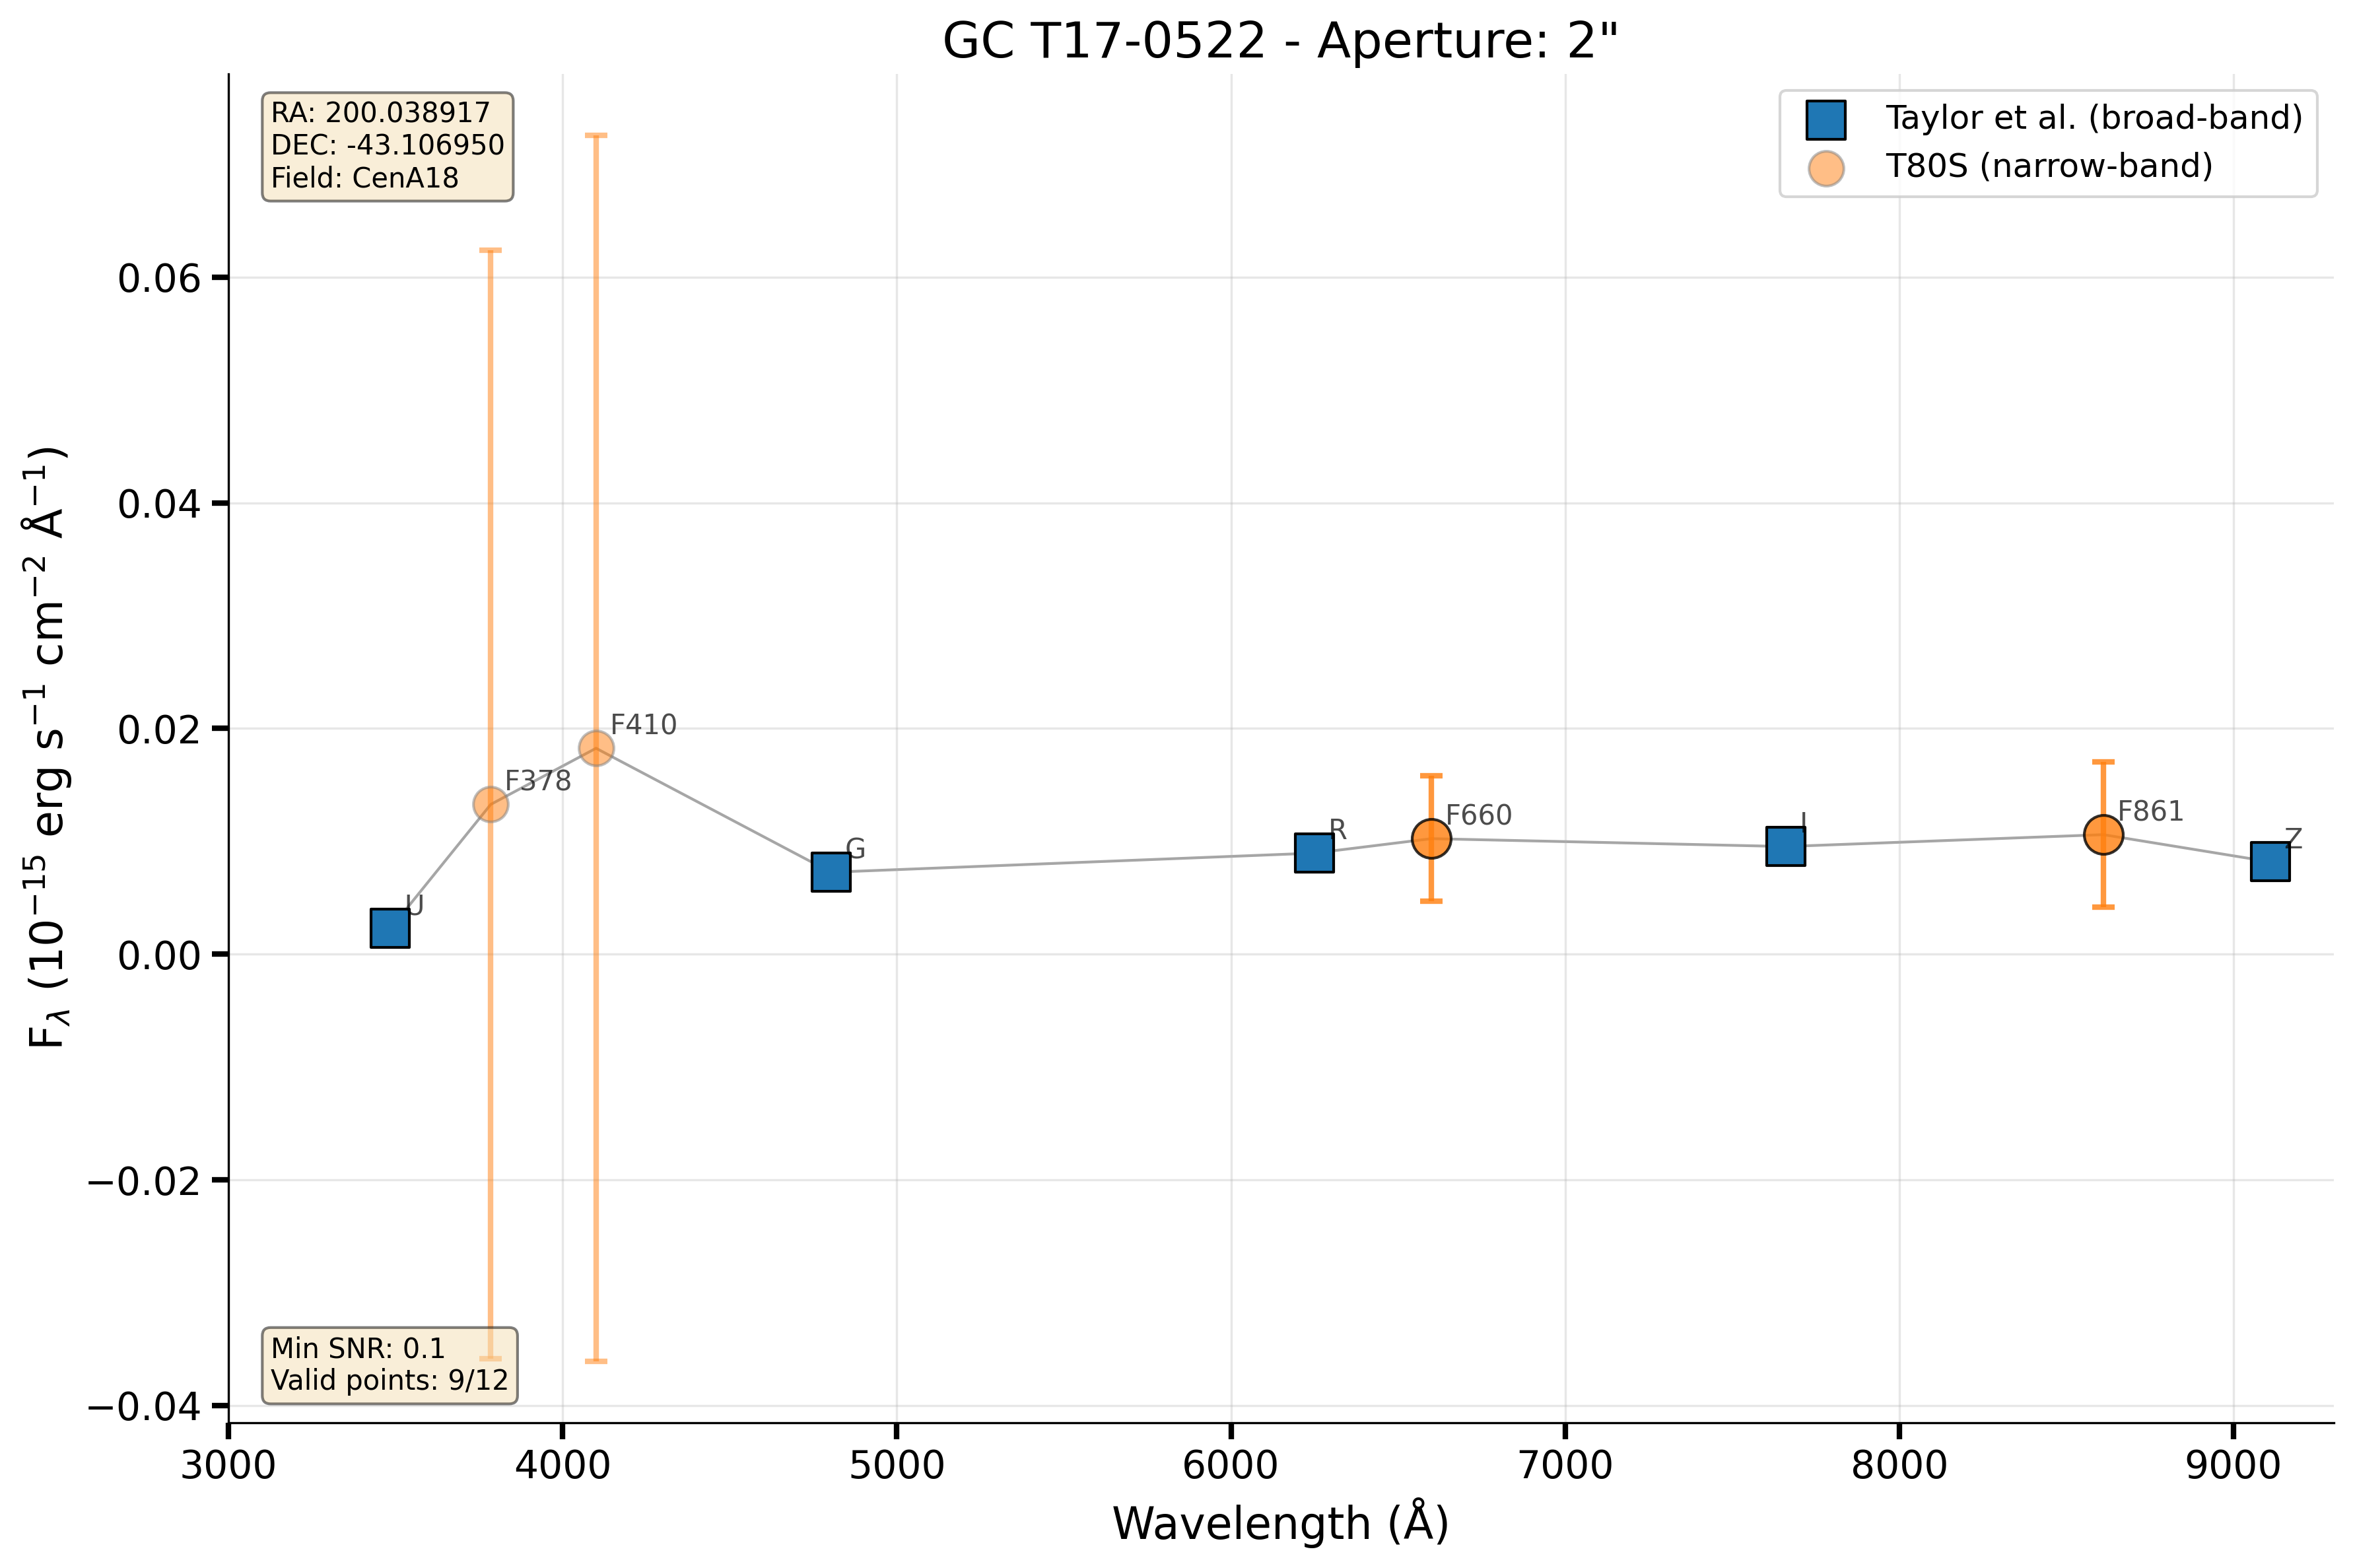 GC T17-0522 - Aperture: 2"
RA: 200.038917
DEC: -43.106950
Field: CenA18
Taylor et al. (broad-band)
T80S (narrow-band)
F$_{λ}$ (10$^{−15}$ erg s$^{−1}$ cm$^{−2}$ Å$^{−1}$)
0.06
0.04
0.02
0.00
−0.02
−0.04
U
F378
F410
G
R
F660
I
F861
Z
Min SNR: 0.1
Valid points: 9/12
3000 4000 5000 6000 7000 8000 9000
Wavelength (Å)